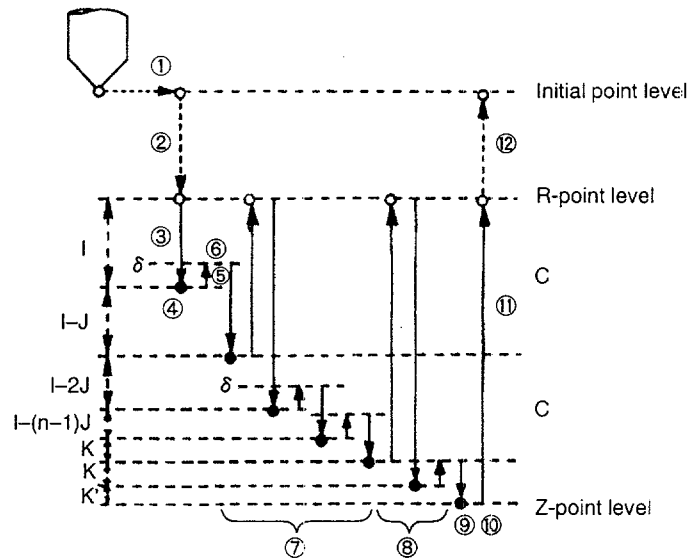 ①
Initial point level
②
⑫
R-point level
③
I
⑥
δ
⑤
C
④
⑪
I–J
I–2J
δ
C
I–(n–1)J
K
K
K'
Z-point level
⑦
⑧
⑨ ⑩